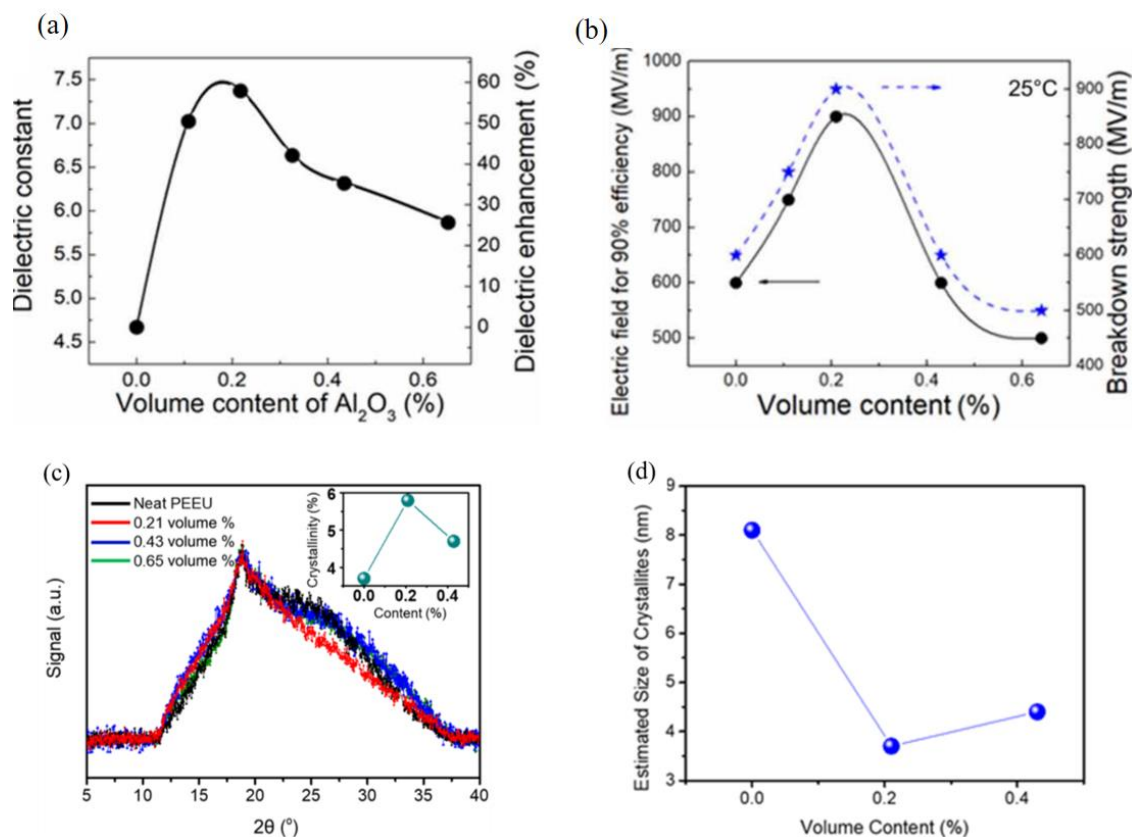 (a)
Dielectric constant
7.5
7.0
6.5
6.0
5.5
5.0
4.5
60
50
40
30
20
10
0
Dielectric enhancement (%)
0.0 0.2 0.4 0.6
Volume content of Al₂O₃ (%)
(b)
Electric field for 90% efficiency (MV/m)
1000
900
800
700
600
500
25°C
900
800
700
600
500
400
Breakdown strength (MV/m)
0.0 0.2 0.4 0.6
Volume content (%)
(c)
Signal (a.u.)
Neat PEEU
0.21 volume %
0.43 volume %
0.65 volume %
Crystallinity (%)
6
5
4
0.0 0.2 0.4
Content (%)
5 10 15 20 25 30 35 40
2θ (°)
(d)
Estimated Size of Crystallites (nm)
9
8
7
6
5
4
3
0.0 0.2 0.4
Volume Content (%)